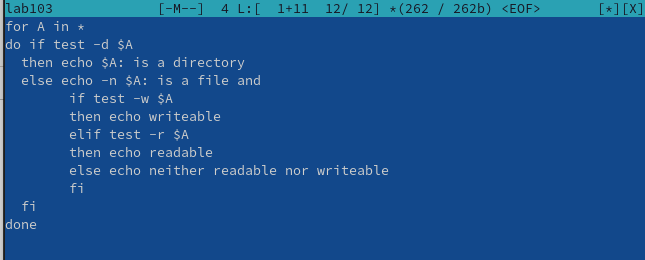 lab103 [-M--] 4 L:[ 1+11 12/ 12] *(262 / 262b) <EOF> [*][X]
for A in *
do if test -d $A
  then echo $A: is a directory
  else echo -n $A: is a file and
        if test -w $A
        then echo writeable
        elif test -r $A
        then echo readable
        else echo neither readable nor writeable
        fi
  fi
done